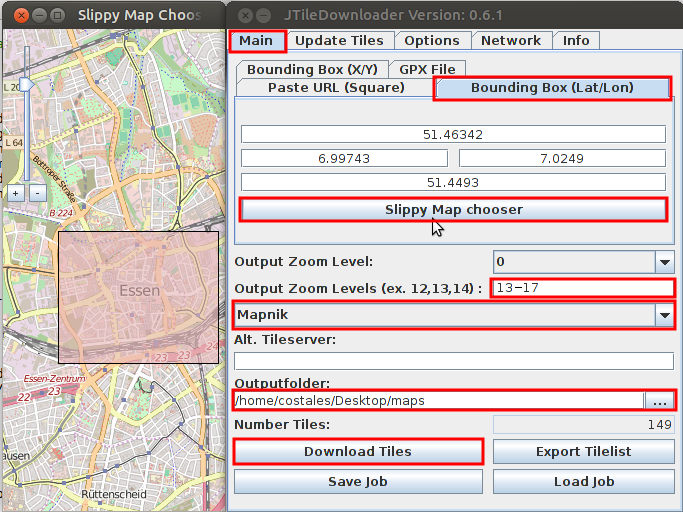 Slippy Map Choos
L 20
L 64
Bottroper Straße
+ -
B 224
Essen
23
23
Essen-Zentrum
ausen
Rüttenscheid
JTileDownloader Version: 0.6.1
Main Update Tiles Options Network Info
Bounding Box (X/Y) GPX File
Paste URL (Square) Bounding Box (Lat/Lon)
51.46342
6.99743 7.0249
51.4493
Slippy Map chooser
Output Zoom Level: 0
Output Zoom Levels (ex. 12,13,14) : 13-17
Mapnik
Alt. Tileserver:
Outputfolder:
/home/costales/Desktop/maps ...
Number Tiles: 149
Download Tiles Export Tilelist
Save Job Load Job